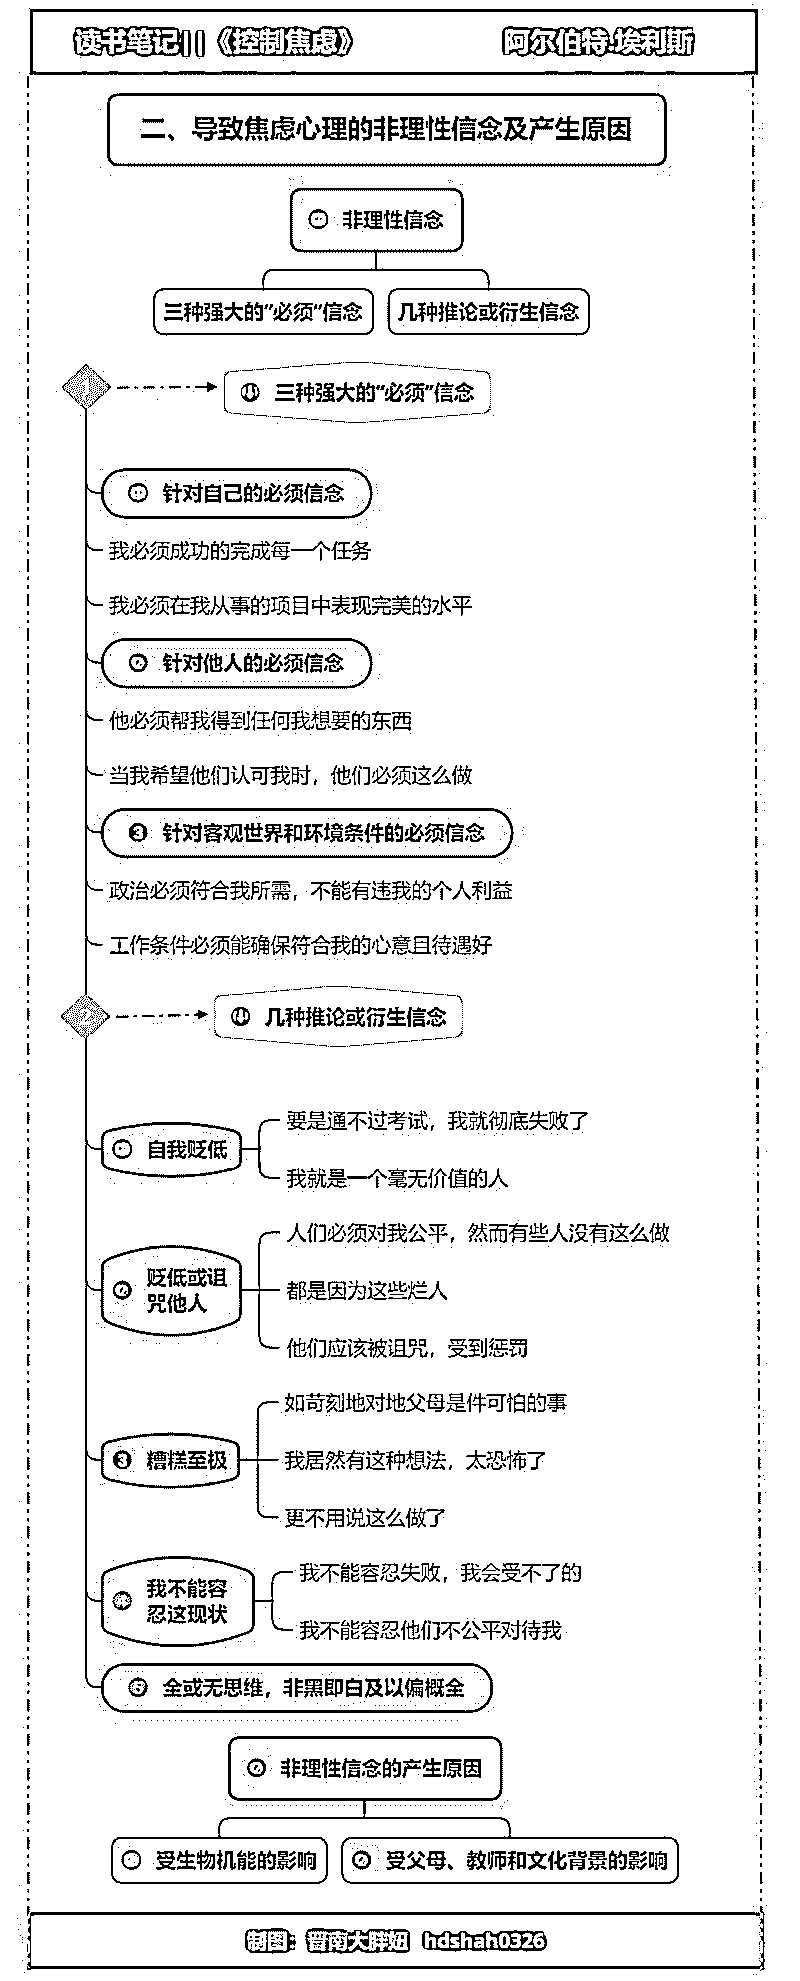 读书笔记||《控制焦虑》 阿尔伯特.埃利斯
二、导致焦虑心理的非理性信念及产生原因
① 非理性信念
三种强大的"必须"信念 几种推论或衍生信念
1
⑴ 三种强大的"必须"信念
① 针对自己的必须信念
我必须成功的完成每一个任务
我必须在我从事的项目中表现完美的水平
② 针对他人的必须信念
他必须帮我得到任何我想要的东西
当我希望他们认可我时，他们必须这么做
❸ 针对客观世界和环境条件的必须信念
政治必须符合我所需，不能有违我的个人利益
工作条件必须能确保符合我的心意且待遇好
2
⑵ 几种推论或衍生信念
① 自我贬低
要是通不过考试，我就彻底失败了
我就是一个毫无价值的人
② 贬低或诅
咒他人
人们必须对我公平，然而有些人没有这么做
都是因为这些烂人
他们应该被诅咒，受到惩罚
❸ 糟糕至极
如苛刻地对地父母是件可怕的事
我居然有这种想法，太恐怖了
更不用说这么做了
④ 我不能容
忍这现状
我不能容忍失败，我会受不了的
我不能容忍他们不公平对待我
⑤ 全或无思维，非黑即白及以偏概全
② 非理性信念的产生原因
① 受生物机能的影响 ② 受父母、教师和文化背景的影响
制图：晋南大胖妞 hdshah0326